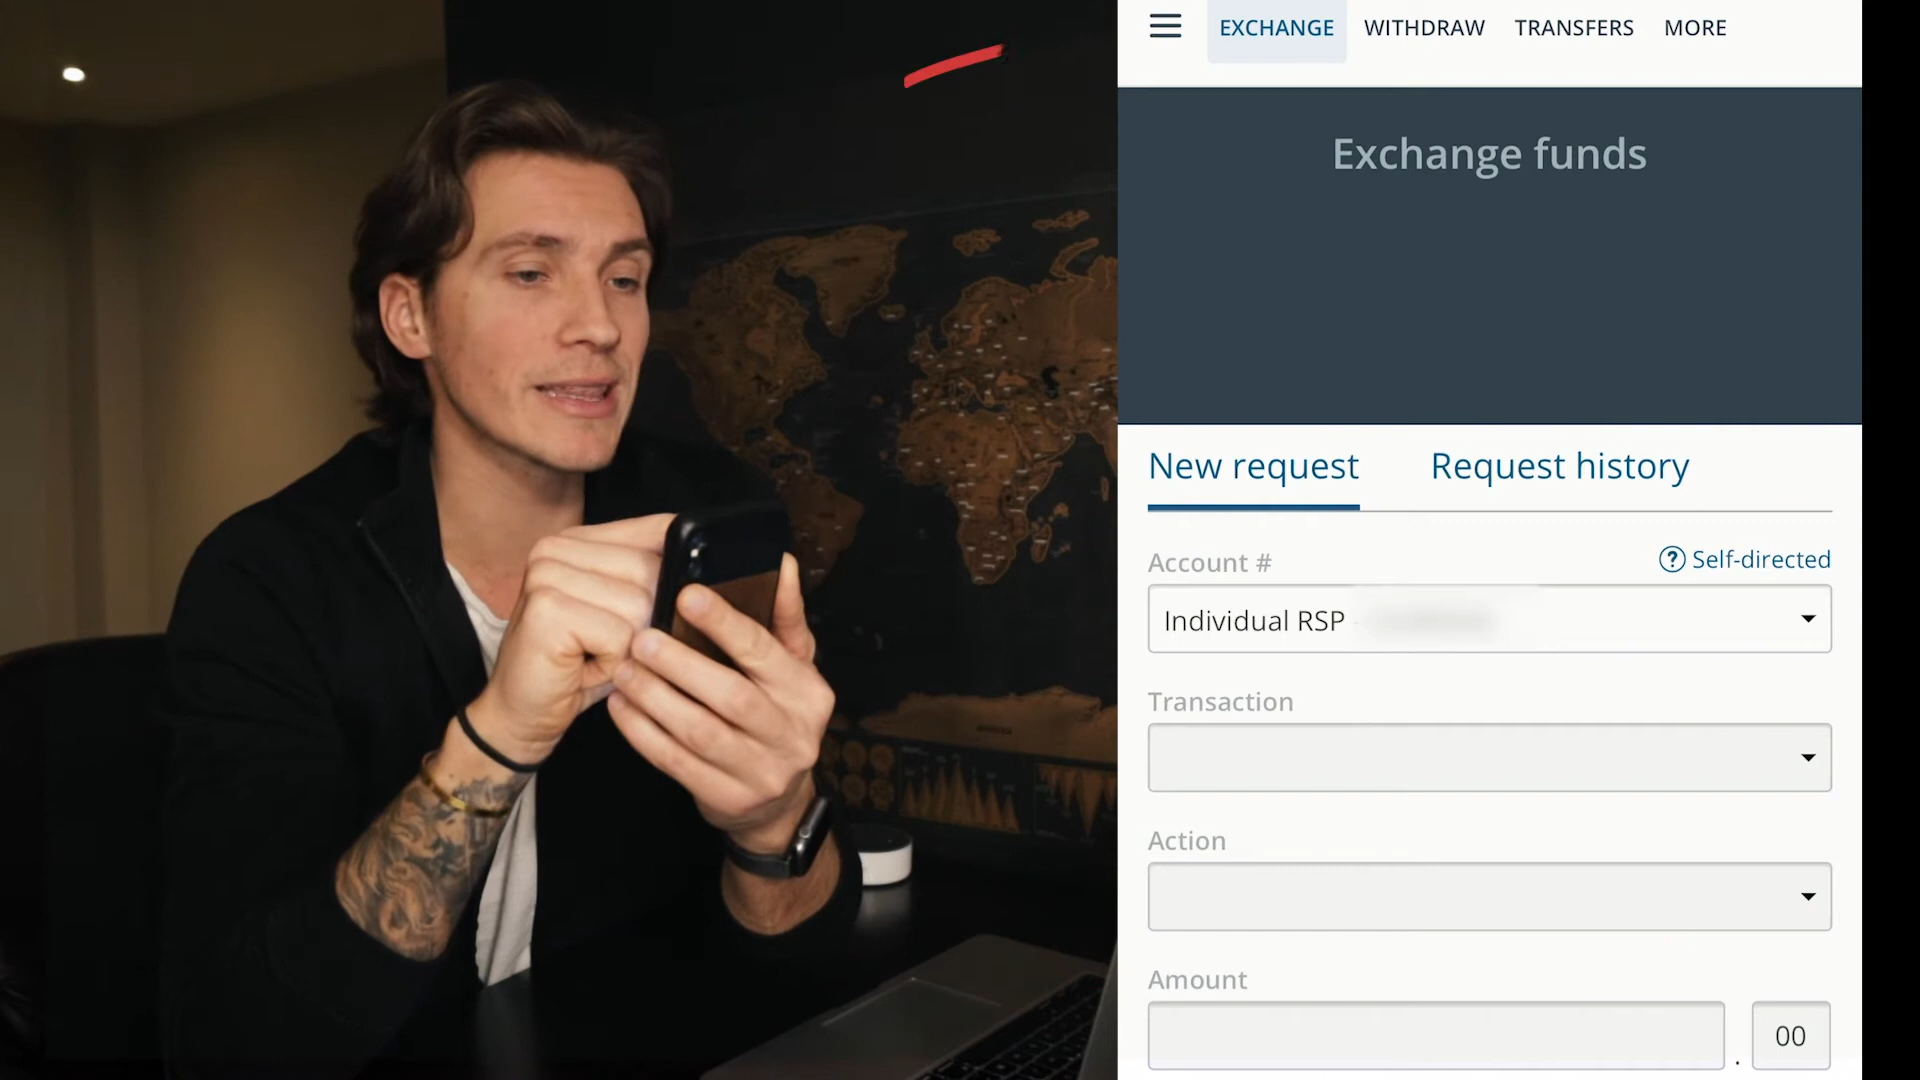 EXCHANGE WITHDRAW TRANSFERS MORE
Exchange funds
New request Request history
Account # ? Self-directed
Individual RSP
Transaction
Action
Amount
. 00